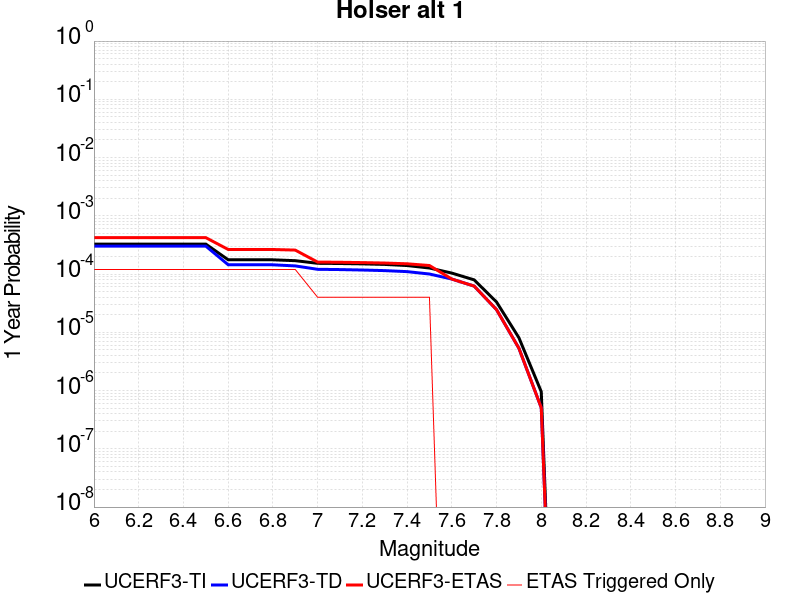 Holser alt 1
10 0
10 -1
10 -2
10 -3
10 -4
10 -5
10 -6
10 -7
10 -8
1 Year Probability
6 6.2 6.4 6.6 6.8 7 7.2 7.4 7.6 7.8 8 8.2 8.4 8.6 8.8 9
Magnitude
UCERF3-TI UCERF3-TD UCERF3-ETAS ETAS Triggered Only